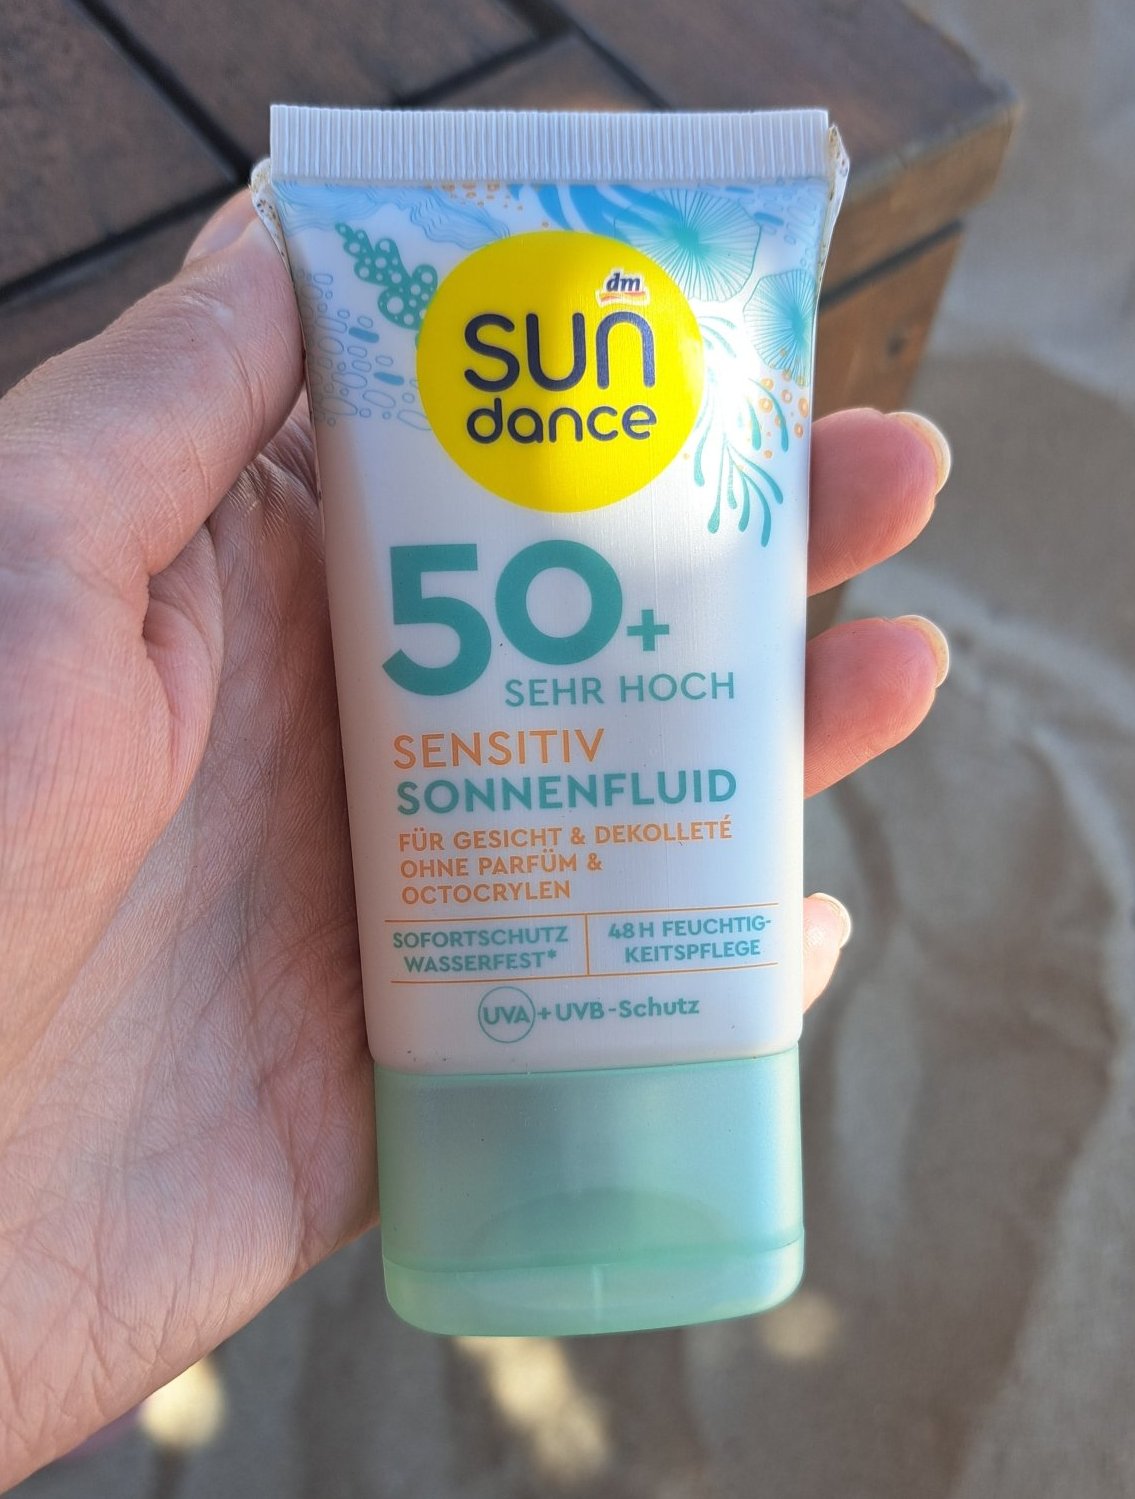 dm
sun
dance
50+
SEHR HOCH
SENSITIV
SONNENFLUID
FÜR GESICHT & DEKOLLETÉ
OHNE PARFÜM &
OCTOCRYLEN
SOFORTSCHUTZ
WASSERFEST*
48 H FEUCHTIG-
KEITSPFLEGE
UVA + UVB - Schutz